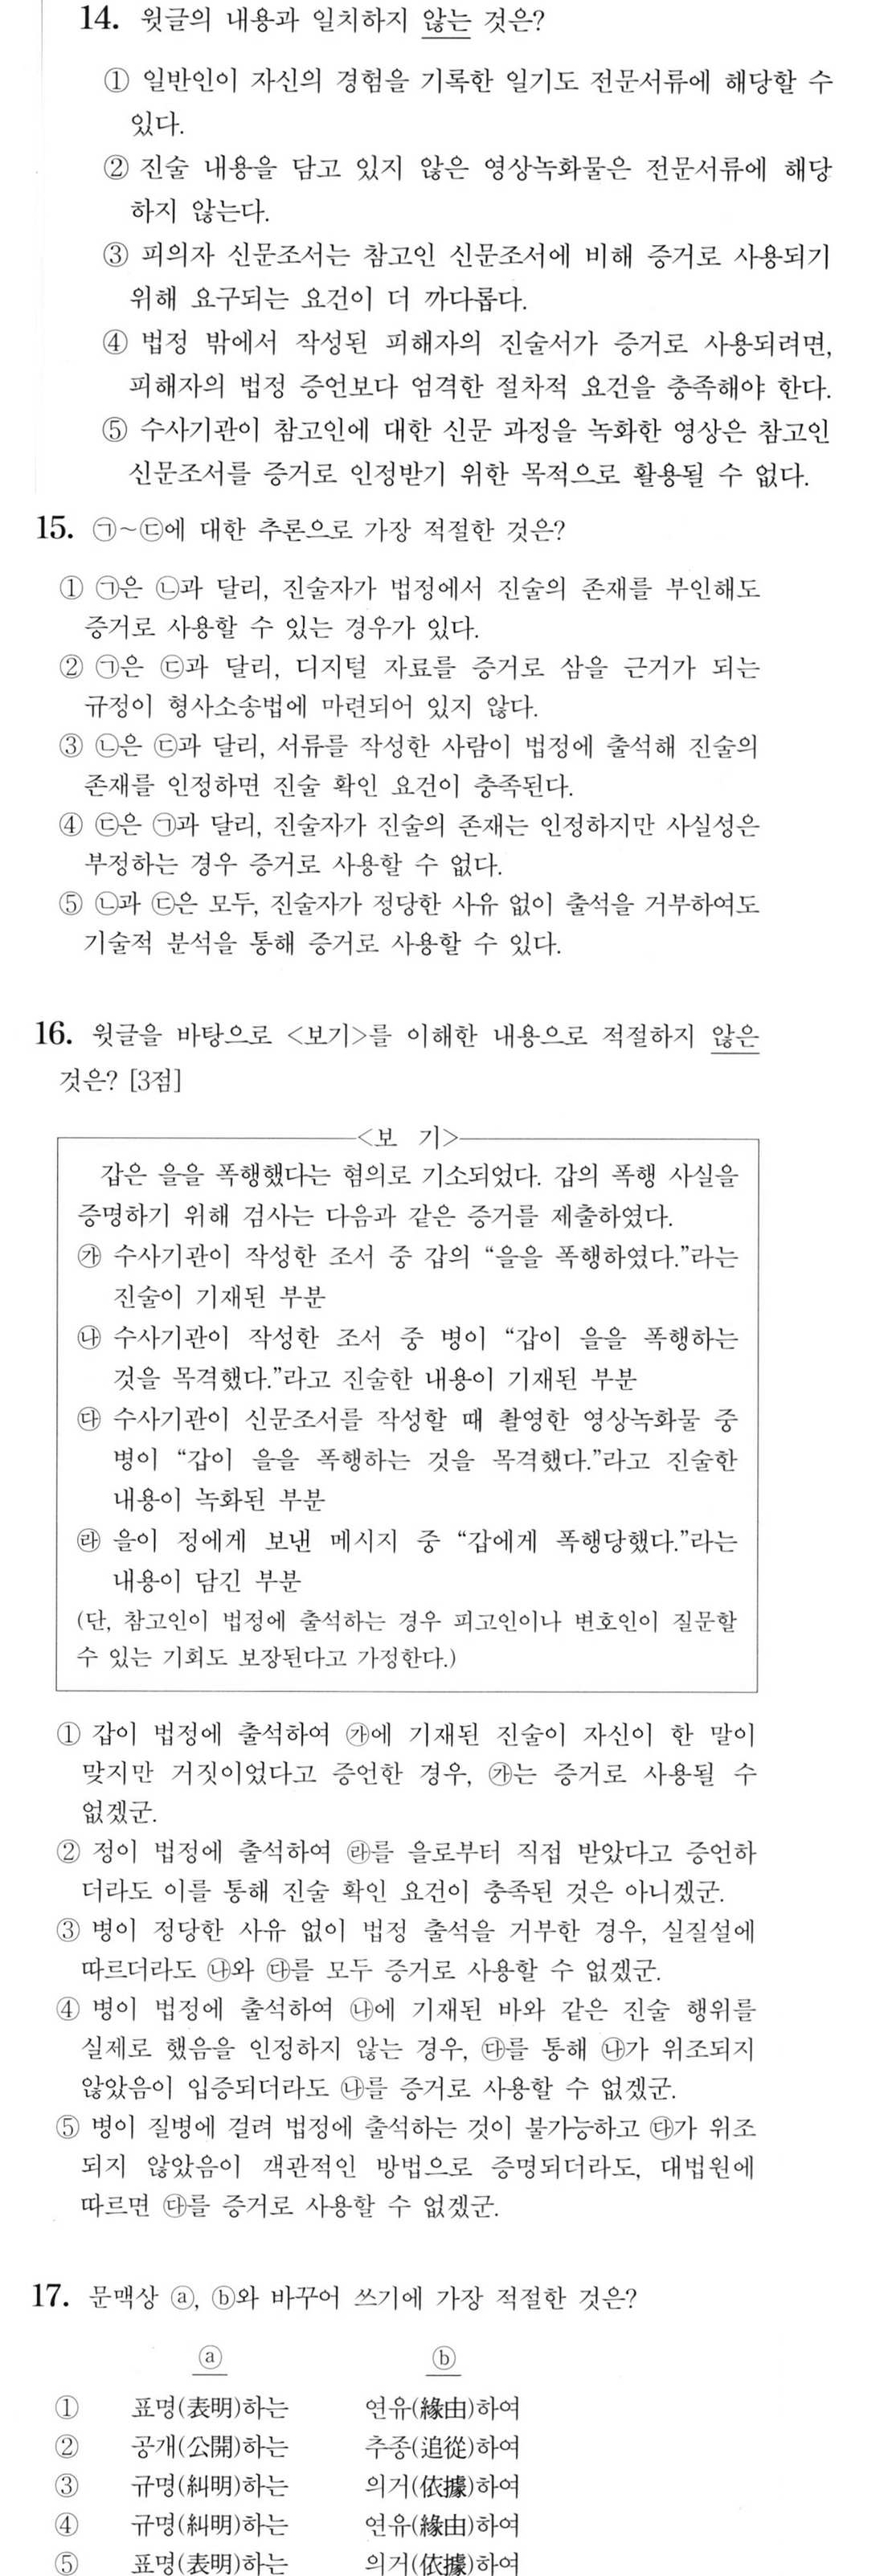 14. 윗글의 내용과 일치하지 않는 것은?
① 일반인이 자신의 경험을 기록한 일기도 전문서류에 해당할 수
있다.
② 진술 내용을 담고 있지 않은 영상녹화물은 전문서류에 해당
하지 않는다.
③ 피의자 신문조서는 참고인 신문조서에 비해 증거로 사용되기
위해 요구되는 요건이 더 까다롭다.
④ 법정 밖에서 작성된 피해자의 진술서가 증거로 사용되려면,
피해자의 법정 증언보다 엄격한 절차적 요건을 충족해야 한다.
⑤ 수사기관이 참고인에 대한 신문 과정을 녹화한 영상은 참고인
신문조서를 증거로 인정받기 위한 목적으로 활용될 수 없다.
15. ㉠~㉢에 대한 추론으로 가장 적절한 것은?
① ㉠은 ㉡과 달리, 진술자가 법정에서 진술의 존재를 부인해도
증거로 사용할 수 있는 경우가 있다.
② ㉠은 ㉢과 달리, 디지털 자료를 증거로 삼을 근거가 되는
규정이 형사소송법에 마련되어 있지 않다.
③ ㉡은 ㉢과 달리, 서류를 작성한 사람이 법정에 출석해 진술의
존재를 인정하면 진술 확인 요건이 충족된다.
④ ㉢은 ㉠과 달리, 진술자가 진술의 존재는 인정하지만 사실성은
부정하는 경우 증거로 사용할 수 없다.
⑤ ㉡과 ㉢은 모두, 진술자가 정당한 사유 없이 출석을 거부하여도
기술적 분석을 통해 증거로 사용할 수 있다.
16. 윗글을 바탕으로 <보기>를 이해한 내용으로 적절하지 않은
것은? [3점]
<보 기>
갑은 을을 폭행했다는 혐의로 기소되었다. 갑의 폭행 사실을
증명하기 위해 검사는 다음과 같은 증거를 제출하였다.
㉮ 수사기관이 작성한 조서 중 갑의 “을을 폭행하였다.”라는
진술이 기재된 부분
㉯ 수사기관이 작성한 조서 중 병이 “갑이 을을 폭행하는
것을 목격했다.”라고 진술한 내용이 기재된 부분
㉰ 수사기관이 신문조서를 작성할 때 촬영한 영상녹화물 중
병이 “갑이 을을 폭행하는 것을 목격했다.”라고 진술한
내용이 녹화된 부분
㉱ 을이 정에게 보낸 메시지 중 “갑에게 폭행당했다.”라는
내용이 담긴 부분
(단, 참고인이 법정에 출석하는 경우 피고인이나 변호인이 질문할
수 있는 기회도 보장된다고 가정한다.)
① 갑이 법정에 출석하여 ㉮에 기재된 진술이 자신이 한 말이
맞지만 거짓이었다고 증언한 경우, ㉮는 증거로 사용될 수
없겠군.
② 정이 법정에 출석하여 ㉱를 을로부터 직접 받았다고 증언하
더라도 이를 통해 진술 확인 요건이 충족된 것은 아니겠군.
③ 병이 정당한 사유 없이 법정 출석을 거부한 경우, 실질설에
따르더라도 ㉯와 ㉰를 모두 증거로 사용할 수 없겠군.
④ 병이 법정에 출석하여 ㉯에 기재된 바와 같은 진술 행위를
실제로 했음을 인정하지 않는 경우, ㉰를 통해 ㉯가 위조되지
않았음이 입증되더라도 ㉯를 증거로 사용할 수 없겠군.
⑤ 병이 질병에 걸려 법정에 출석하는 것이 불가능하고 ㉰가 위조
되지 않았음이 객관적인 방법으로 증명되더라도, 대법원에
따르면 ㉰를 증거로 사용할 수 없겠군.
17. 문맥상 ⓐ, ⓑ와 바꾸어 쓰기에 가장 적절한 것은?
ⓐ ⓑ
① 표명(表明)하는 연유(緣由)하여
② 공개(公開)하는 추종(追從)하여
③ 규명(糾明)하는 의거(依據)하여
④ 규명(糾明)하는 연유(緣由)하여
⑤ 표명(表明)하는 의거(依據)하여